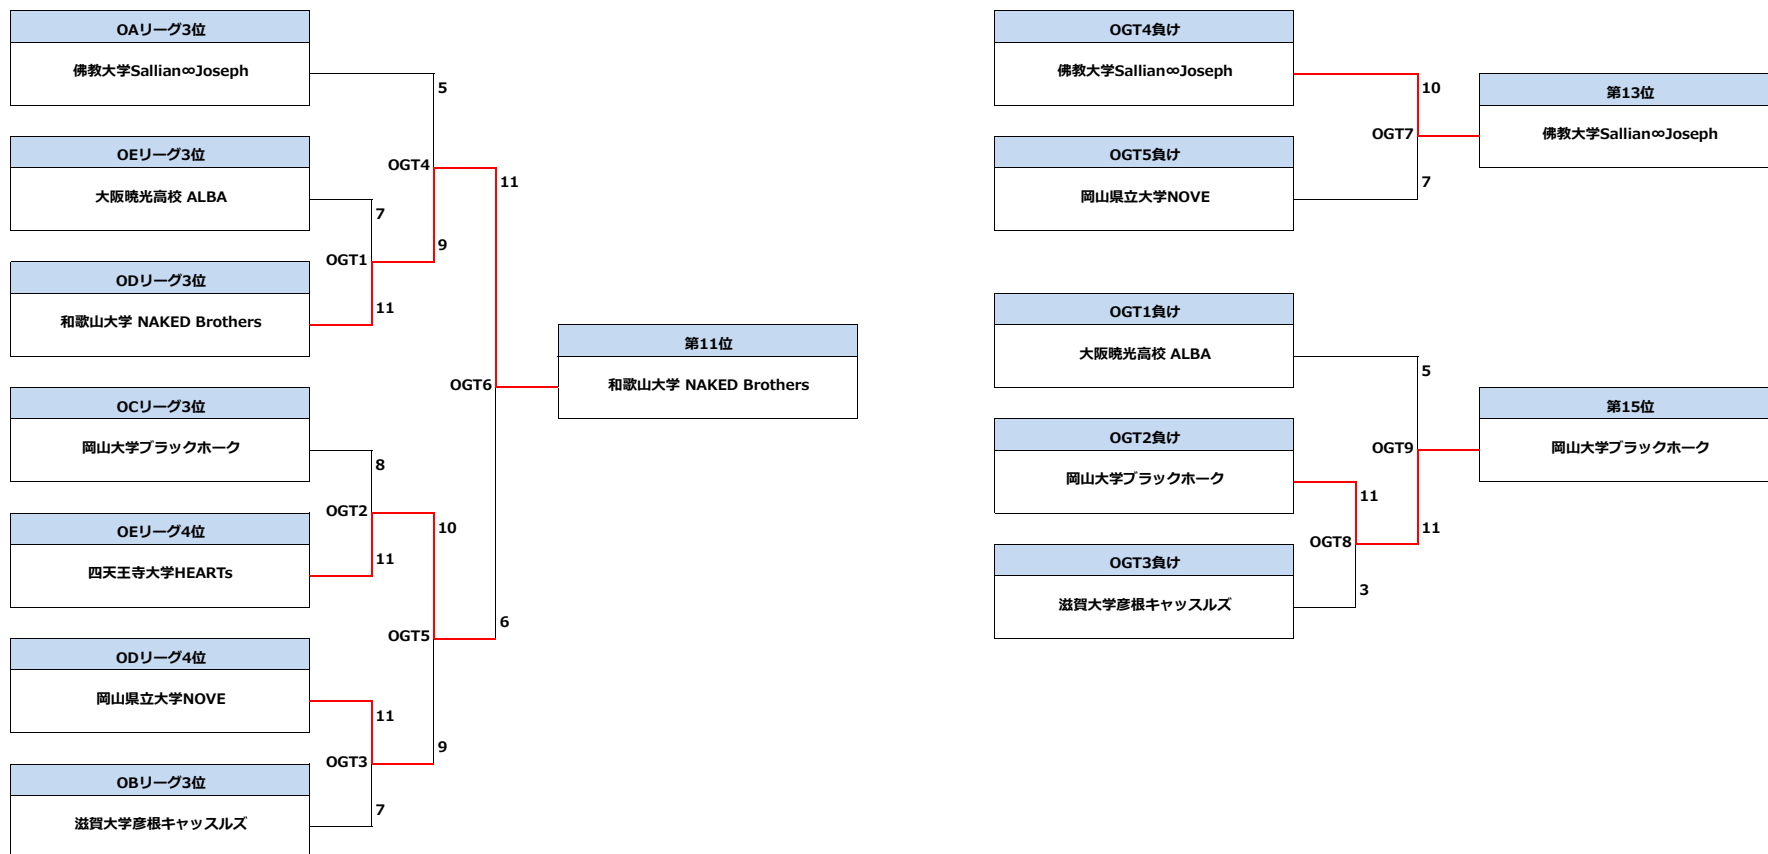 OAリーグ3位
佛教大学Sallian∞Joseph
5
OEリーグ3位
大阪暁光高校 ALBA
7
OGT4
11
OGT1
9
ODリーグ3位
和歌山大学 NAKED Brothers
11
第11位
和歌山大学 NAKED Brothers
OGT6
OCリーグ3位
岡山大学ブラックホーク
8
OGT2
10
OEリーグ4位
四天王寺大学HEARTs
11
OGT5
6
ODリーグ4位
岡山県立大学NOVE
11
OGT3
9
OBリーグ3位
滋賀大学彦根キャッスルズ
7
OGT4負け
佛教大学Sallian∞Joseph
10
第13位
佛教大学Sallian∞Joseph
OGT7
OGT5負け
岡山県立大学NOVE
7
OGT1負け
大阪暁光高校 ALBA
5
第15位
岡山大学ブラックホーク
OGT9
OGT2負け
岡山大学ブラックホーク
11
11
OGT8
OGT3負け
滋賀大学彦根キャッスルズ
3